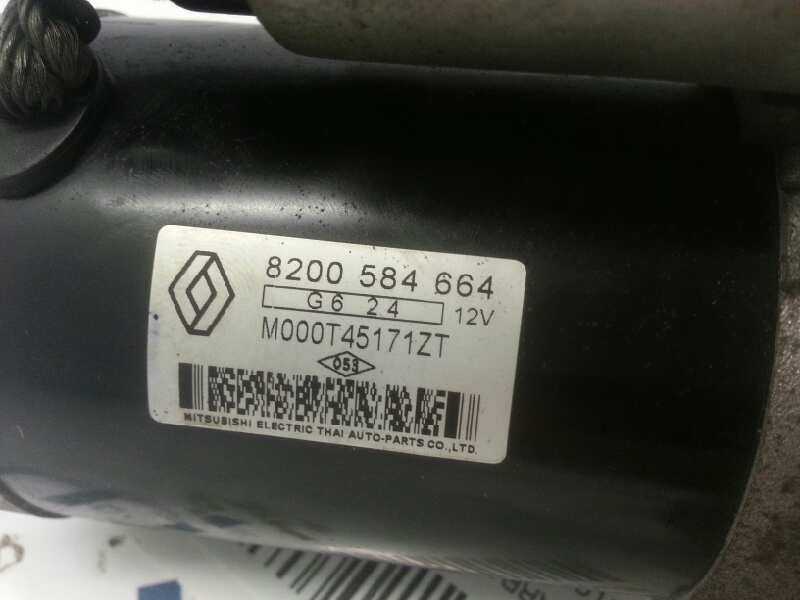 8200 584 664
G6 24 12V
M000T45171ZT
053
MITSUBISHI ELECTRIC THAI AUTO-PARTS CO.,LTD.